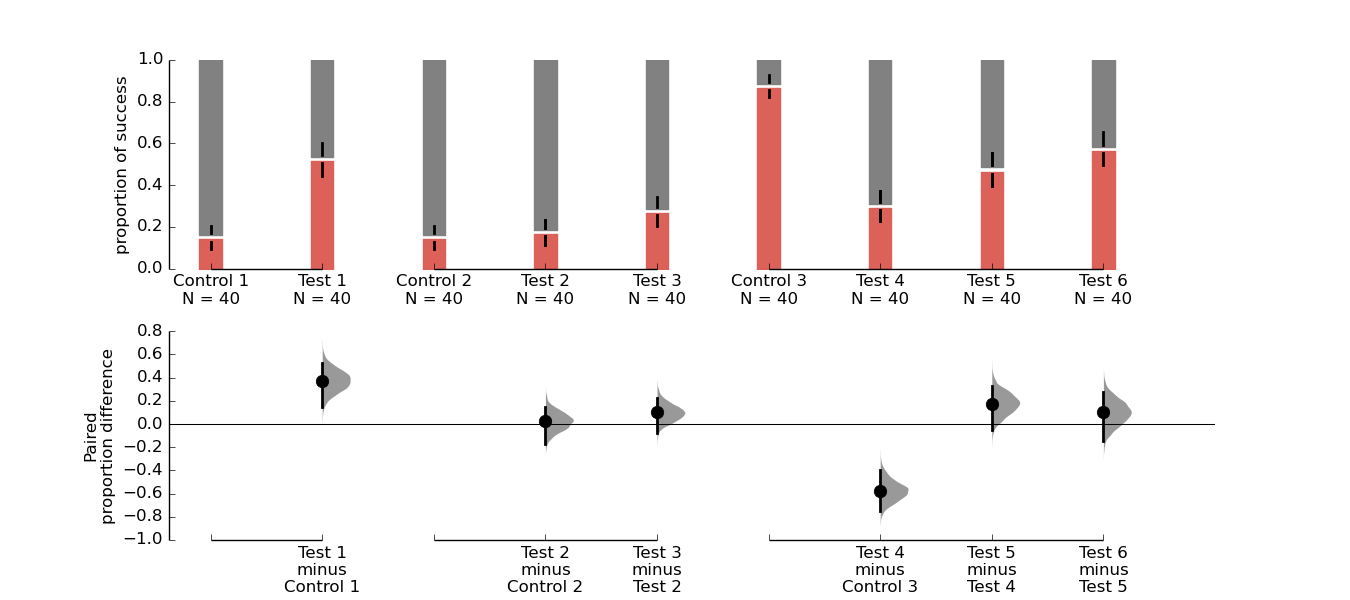 proportion of success
1.0
0.8
0.6
0.4
0.2
0.0
Control 1 Test 1 Control 2 Test 2 Test 3 Control 3 Test 4 Test 5 Test 6
N = 40 N = 40 N = 40 N = 40 N = 40 N = 40 N = 40 N = 40 N = 40
Paired
proportion difference
0.8
0.6
0.4
0.2
0.0
−0.2
−0.4
−0.6
−0.8
−1.0
Test 1 Test 2 Test 3 Test 4 Test 5 Test 6
minus minus minus minus minus minus
Control 1 Control 2 Test 2 Control 3 Test 4 Test 5